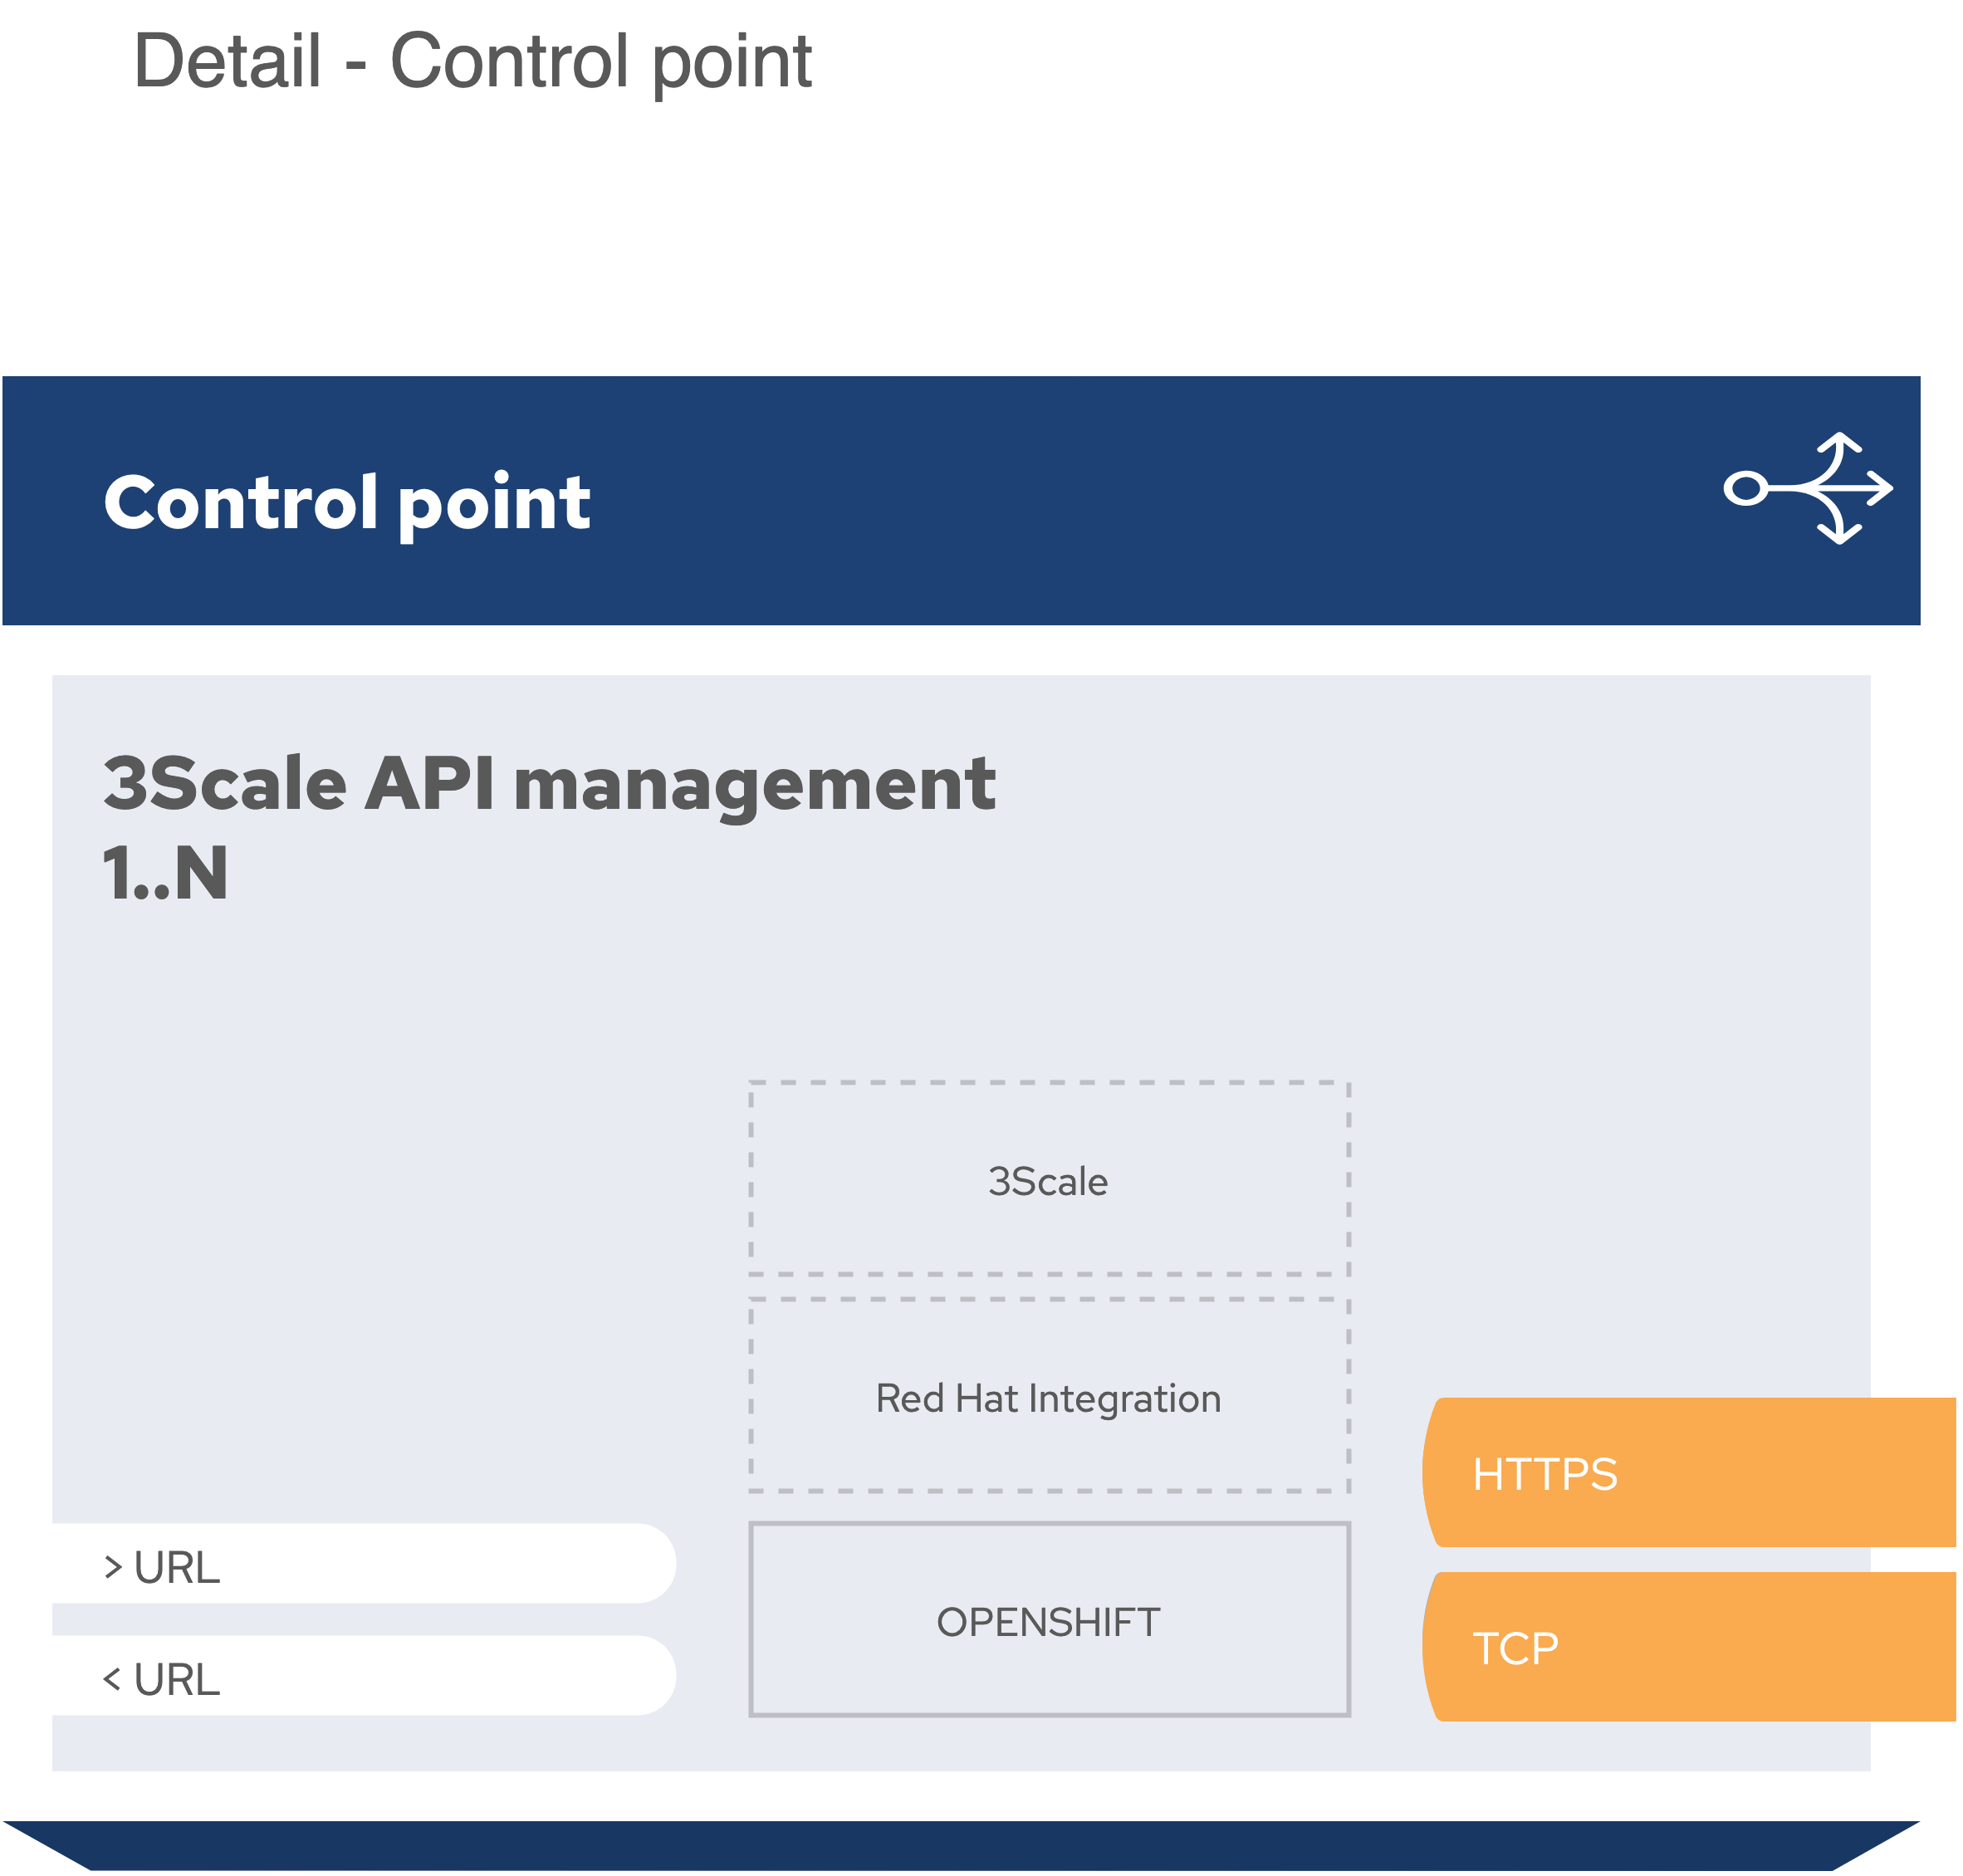 Detail - Control point
Control point
3Scale API management
1..N
3Scale
Red Hat Integration
HTTPS
> URL
OPENSHIFT
TCP
< URL